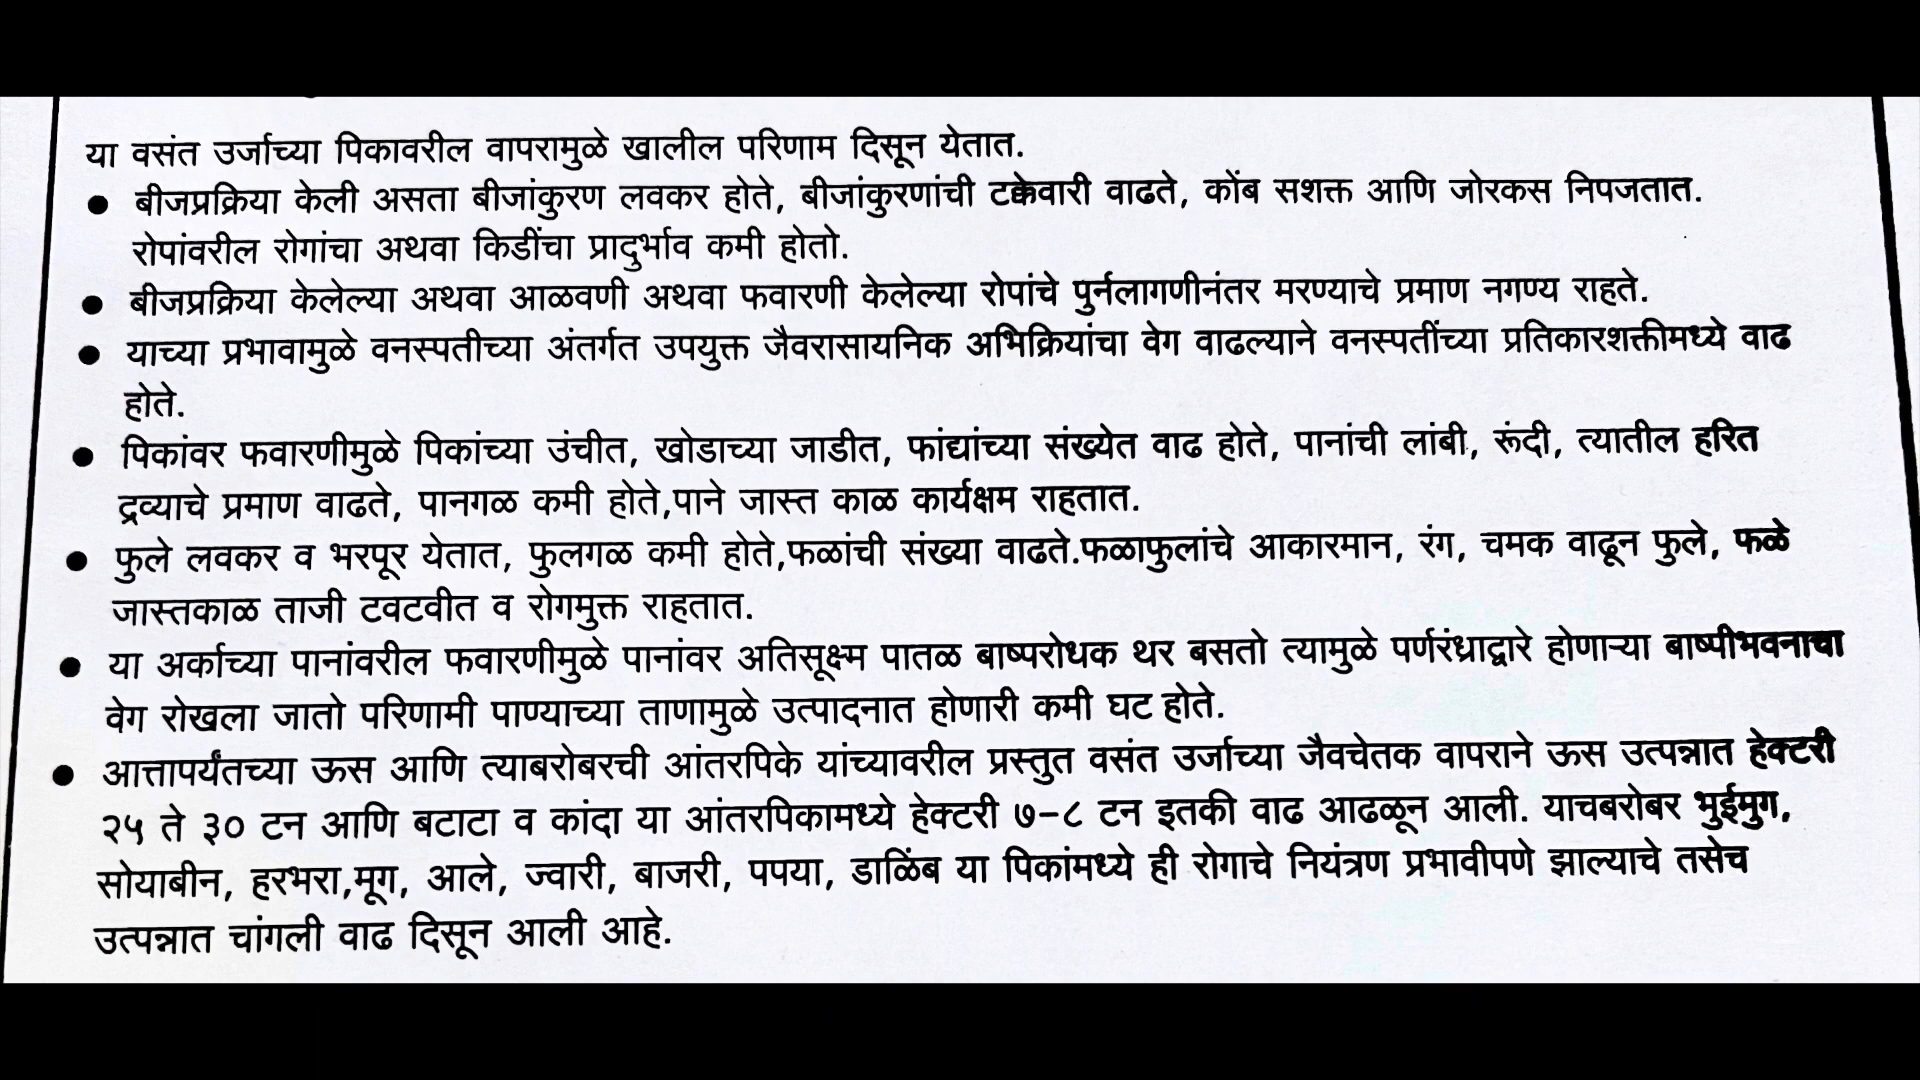 या वसंत उर्जाच्या पिकावरील वापरामुळे खालील परिणाम दिसून येतात.
● बीजप्रक्रिया केली असता बीजांकुरण लवकर होते, बीजांकुरणांची टक्केवारी वाढते, कोंब सशक्त आणि जोरकस निपजतात.
रोपांवरील रोगांचा अथवा किडींचा प्रादुर्भाव कमी होतो.
● बीजप्रक्रिया केलेल्या अथवा आळवणी अथवा फवारणी केलेल्या रोपांचे पुर्नलागणीनंतर मरण्याचे प्रमाण नगण्य राहते.
● याच्या प्रभावामुळे वनस्पतीच्या अंतर्गत उपयुक्त जैवरासायनिक अभिक्रियांचा वेग वाढल्याने वनस्पतींच्या प्रतिकारशक्तीमध्ये वाढ
होते.
● पिकांवर फवारणीमुळे पिकांच्या उंचीत, खोडाच्या जाडीत, फांद्यांच्या संख्येत वाढ होते, पानांची लांबी, रूंदी, त्यातील हरित
द्रव्याचे प्रमाण वाढते, पानगळ कमी होते,पाने जास्त काळ कार्यक्षम राहतात.
● फुले लवकर व भरपूर येतात, फुलगळ कमी होते,फळांची संख्या वाढते.फळाफुलांचे आकारमान, रंग, चमक वाढून फुले, फळे
जास्तकाळ ताजी टवटवीत व रोगमुक्त राहतात.
● या अर्काच्या पानांवरील फवारणीमुळे पानांवर अतिसूक्ष्म पातळ बाष्परोधक थर बसतो त्यामुळे पर्णरंध्राद्वारे होणाऱ्या बाष्पीभवनाचा
वेग रोखला जातो परिणामी पाण्याच्या ताणामुळे उत्पादनात होणारी कमी घट होते.
● आत्तापर्यंतच्या ऊस आणि त्याबरोबरची आंतरपिके यांच्यावरील प्रस्तुत वसंत उर्जाच्या जैवचेतक वापराने ऊस उत्पन्नात हेक्टरी
२५ ते ३० टन आणि बटाटा व कांदा या आंतरपिकामध्ये हेक्टरी ७–८ टन इतकी वाढ आढळून आली. याचबरोबर भुईमुग,
सोयाबीन, हरभरा,मूग, आले, ज्वारी, बाजरी, पपया, डाळिंब या पिकांमध्ये ही रोगाचे नियंत्रण प्रभावीपणे झाल्याचे तसेच
उत्पन्नात चांगली वाढ दिसून आली आहे.